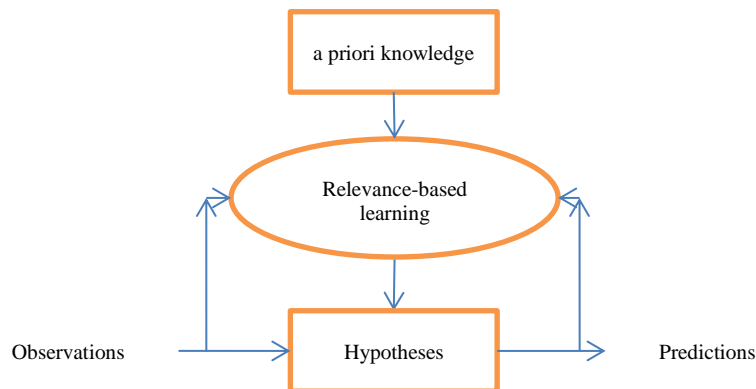 a priori knowledge
Relevance-based
learning
Observations
Hypotheses
Predictions